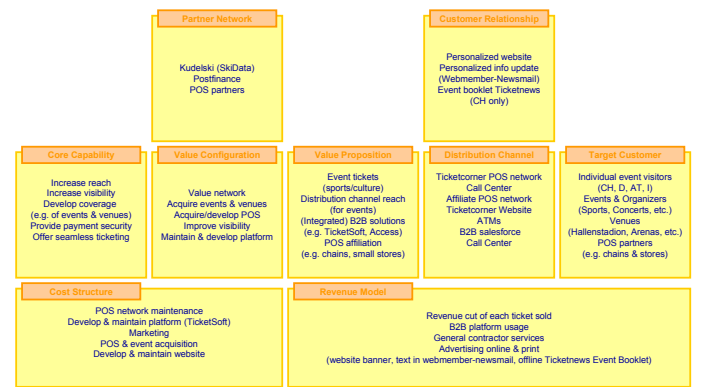 Partner Network
Kudelski (SkiData)
Postfinance
POS partners
Customer Relationship
Personalized website
Personalized info update
(Webmember-Newsmail)
Event booklet Ticketnews
(CH only)
Core Capability
Increase reach
Increase visibility
Develop coverage
(e.g. of events & venues)
Provide payment security
Offer seamless ticketing
Value Configuration
Value network
Acquire events & venues
Acquire/develop POS
Improve visibility
Maintain & develop platform
Value Proposition
Event tickets
(sports/culture)
Distribution channel reach
(for events)
(Integrated) B2B solutions
(e.g. TicketSoft, Access)
POS affiliation
(e.g. chains, small stores)
Distribution Channel
Ticketcorner POS network
Call Center
Affiliate POS network
Ticketcorner Website
ATMs
B2B salesforce
Call Center
Target Customer
Individual event visitors
(CH, D, AT, I)
Events & Organizers
(Sports, Concerts, etc.)
Venues
(Hallenstadion, Arenas, etc.)
POS partners
(e.g. chains & stores)
Cost Structure
POS network maintenance
Develop & maintain platform (TicketSoft)
Marketing
POS & event acquisition
Develop & maintain website
Revenue Model
Revenue cut of each ticket sold
B2B platform usage
General contractor services
Advertising online & print
(website banner, text in webmember-newsmail, offline Ticketnews Event Booklet)